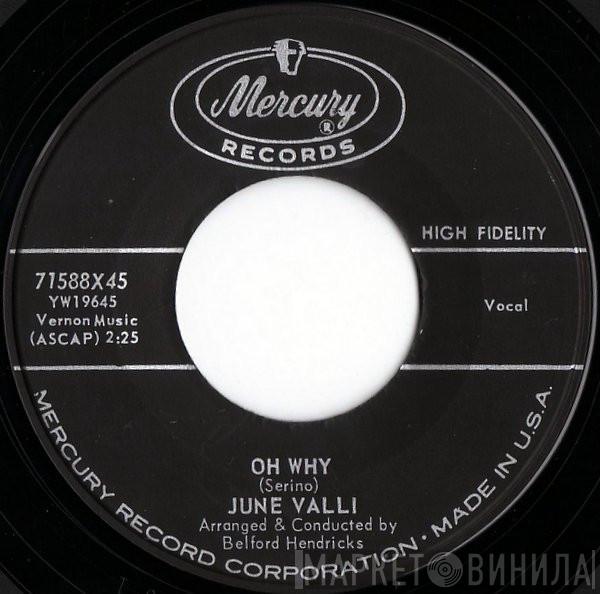 Mercury
®
RECORDS
HIGH FIDELITY
71588X45
YW19645
Vernon Music
(ASCAP) 2:25
Vocal
OH WHY
(Serino)
JUNE VALLI
Arranged & Conducted by
Belford Hendricks
MERCURY RECORD CORPORATION · MADE IN U.S.A.
МАРКЕТ ВИНИЛА